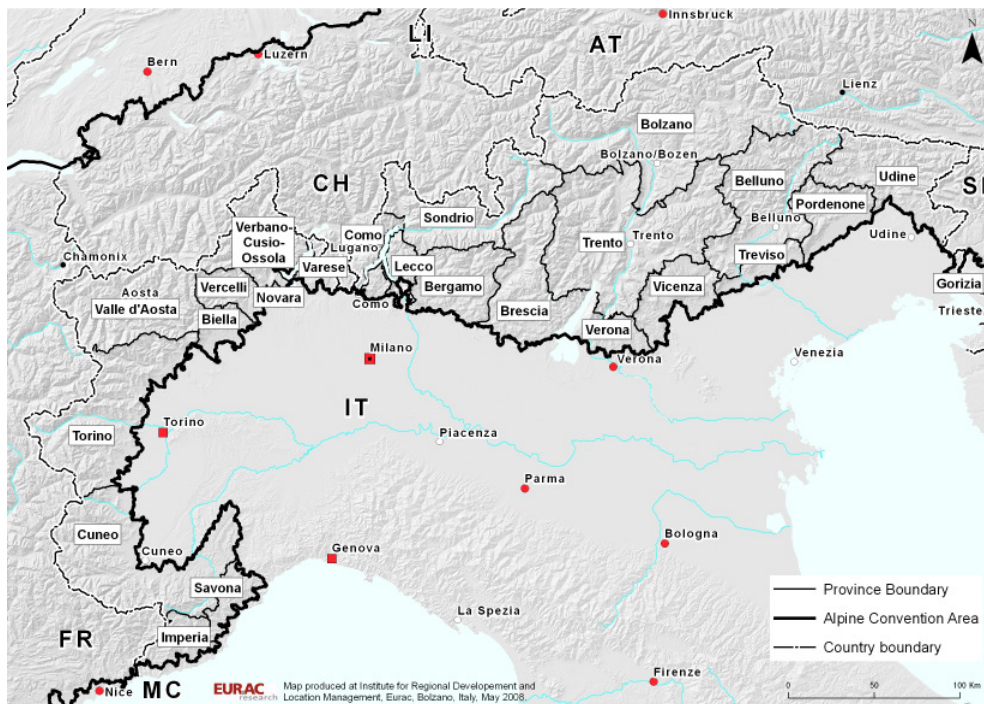 Innsbruck
LI
AT
N
Luzern
Bern
Lienz
Bolzano
Bolzano/Bozen
CH
Belluno
Udine
SI
Sondrio
Pordenone
Verbano-
Cusio-
Ossola
Como
Lugano
Belluno
Trento
Trento
Udine
Chamonix
Varese
Lecco
Treviso
Vercelli
Bergamo
Vicenza
Gorizia
Aosta
Novara
Valle d'Aosta
Como
Brescia
Trieste
Biella
Verona
Milano
Verona
Venezia
IT
Torino
Torino
Piacenza
Parma
Cuneo
Bologna
Cuneo
Genova
Savona
Province Boundary
La Spezia
Alpine Convention Area
FR
Imperia
Country boundary
Nice
MC
EURAC
research
Map produced at Institute for Regional Developement and
Location Management, Eurac, Bolzano, Italy, May 2008.
Firenze
0 50 100 Km